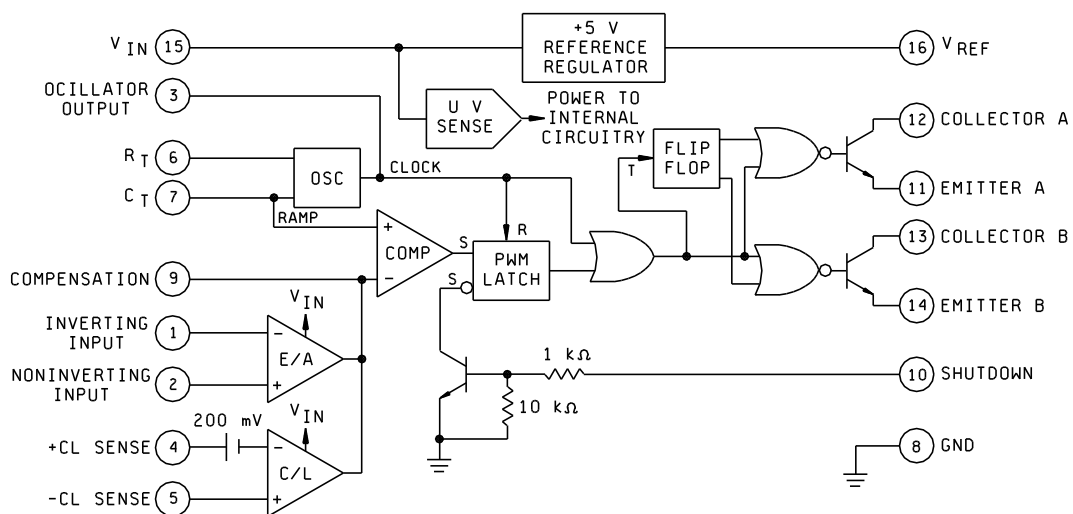 +5 V
REFERENCE
REGULATOR
V IN 15
16 V REF
OCILLATOR
OUTPUT
3
U V
SENSE
POWER TO
INTERNAL
CIRCUITRY
12 COLLECTOR A
FLIP
FLOP
T
R T 6
OSC
CLOCK
C T 7
RAMP
11 EMITTER A
+
COMP
−
S
R
PWM
LATCH
S
13 COLLECTOR B
COMPENSATION 9
14 EMITTER B
V IN
INVERTING
INPUT
1
−
E/A
+
NONINVERTING
INPUT
2
1 kΩ
10 SHUTDOWN
10 kΩ
200 mV
V IN
+CL SENSE 4
−
C/L
+
-CL SENSE 5
8 GND